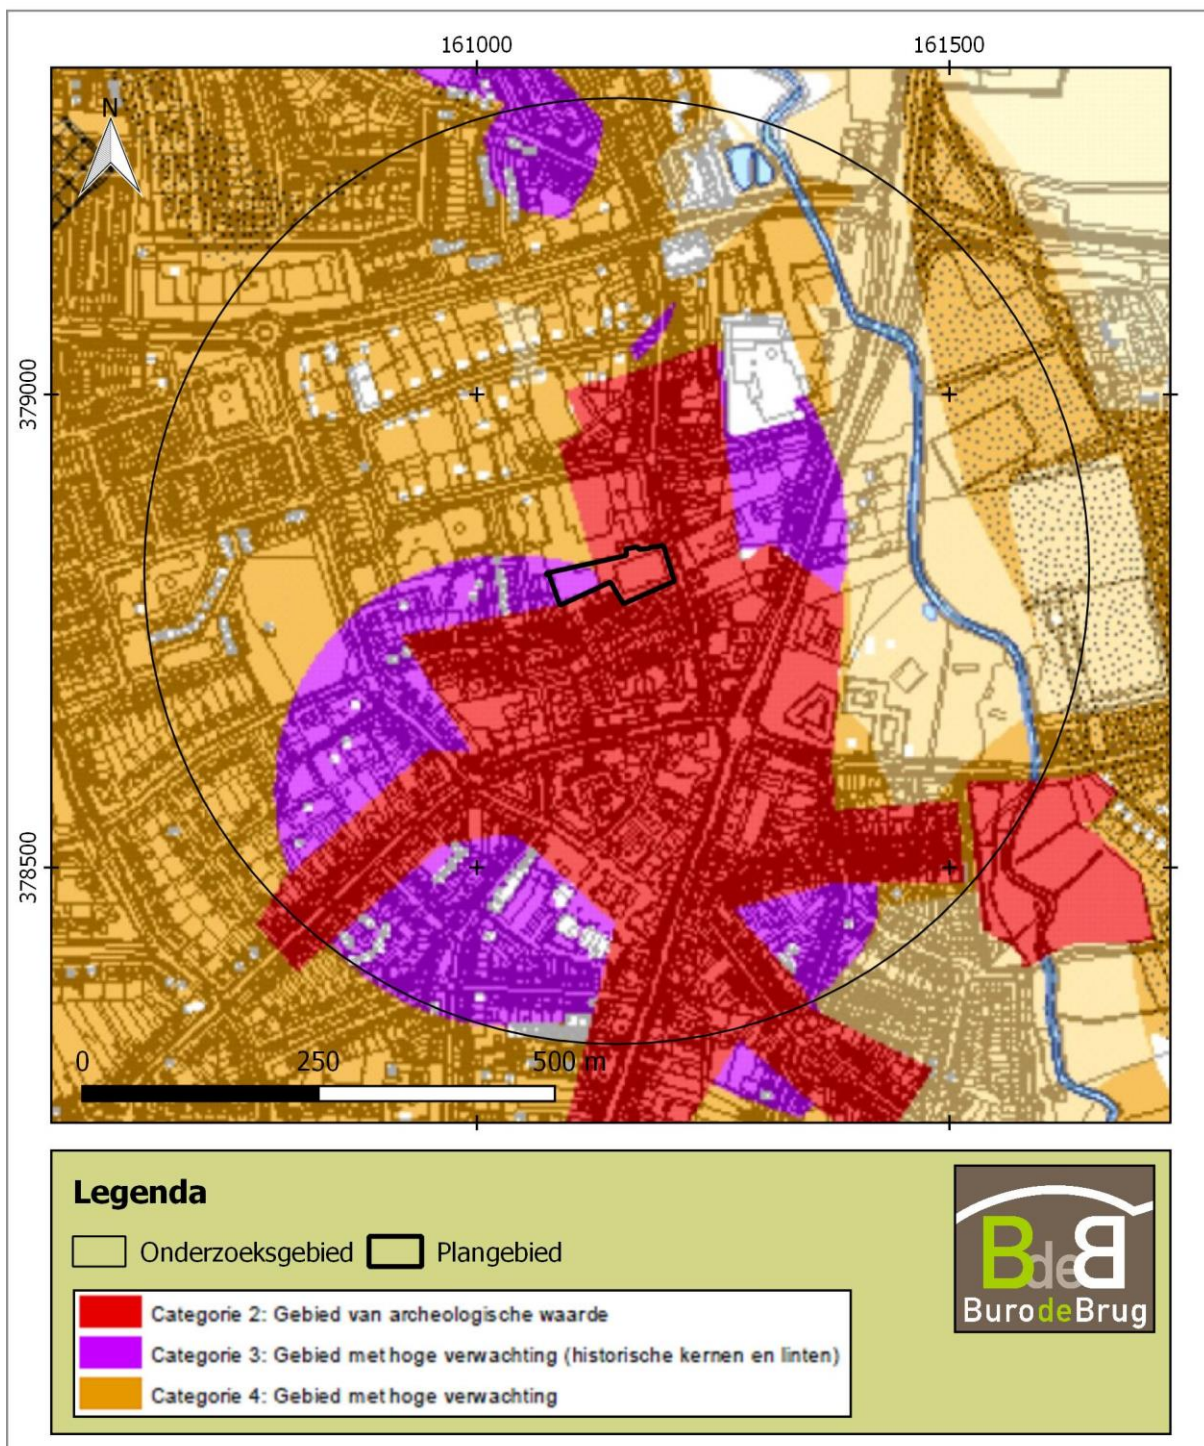 161000 161500
N
379000
378500
0 250 500 m
Legenda
Onderzoeksgebied Plangebied
Categorie 2: Gebied van archeologische waarde
Categorie 3: Gebied met hoge verwachting (historische kernen en linten)
Categorie 4: Gebied met hoge verwachting
BdeB
BurodeBrug